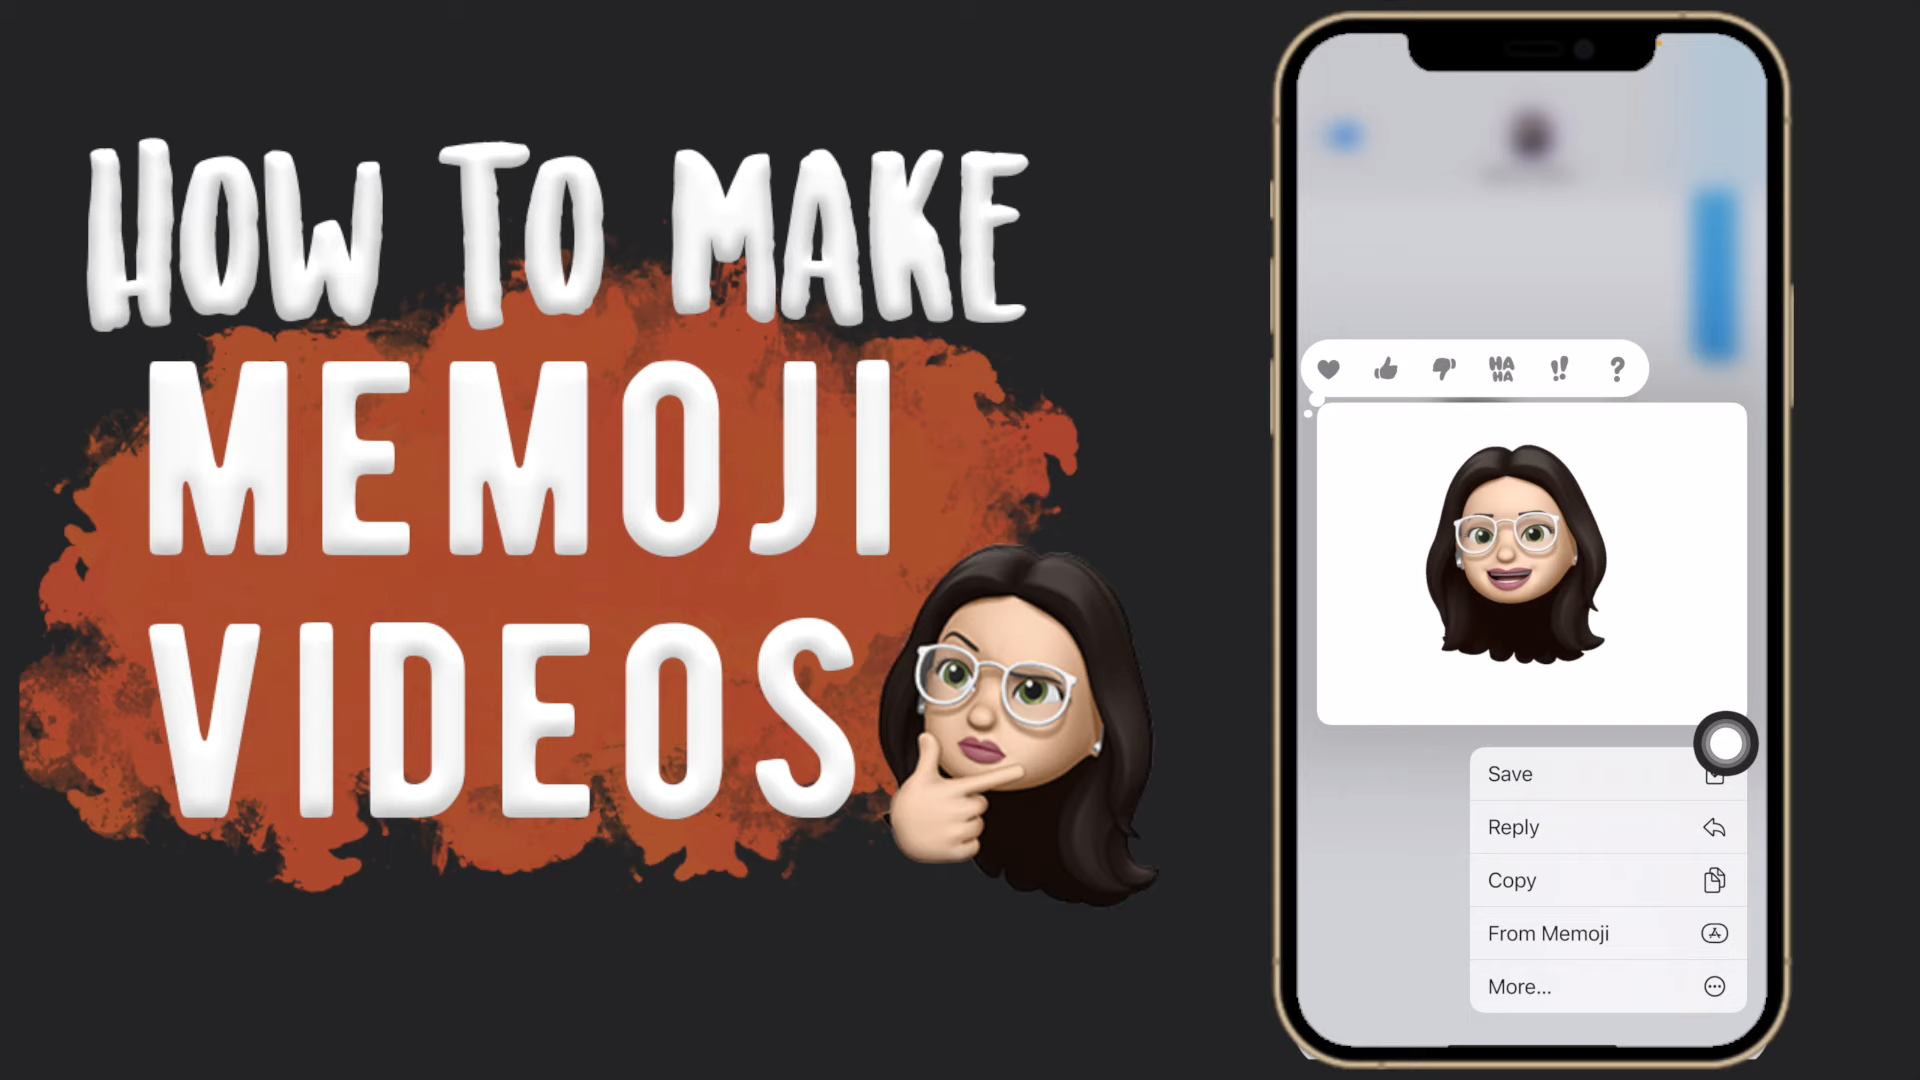 HOW TO MAKE
MEMOJI
VIDEOS
HA
HA
!!
?
Save
Reply
Copy
From Memoji
More...